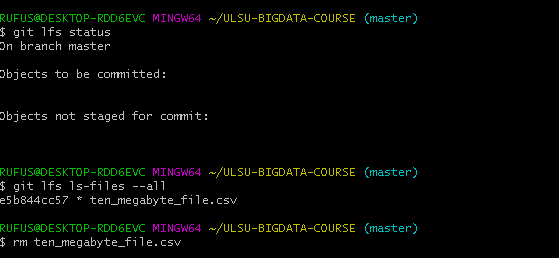 RUFUS@DESKTOP-RDD6EVC MINGW64 ~/ULSU-BIGDATA-COURSE (master)
$ git lfs status
On branch master
Objects to be committed:
Objects not staged for commit:
RUFUS@DESKTOP-RDD6EVC MINGW64 ~/ULSU-BIGDATA-COURSE (master)
$ git lfs ls-files --all
e5b844cc57 * ten_megabyte_file.csv
RUFUS@DESKTOP-RDD6EVC MINGW64 ~/ULSU-BIGDATA-COURSE (master)
$ rm ten_megabyte_file.csv